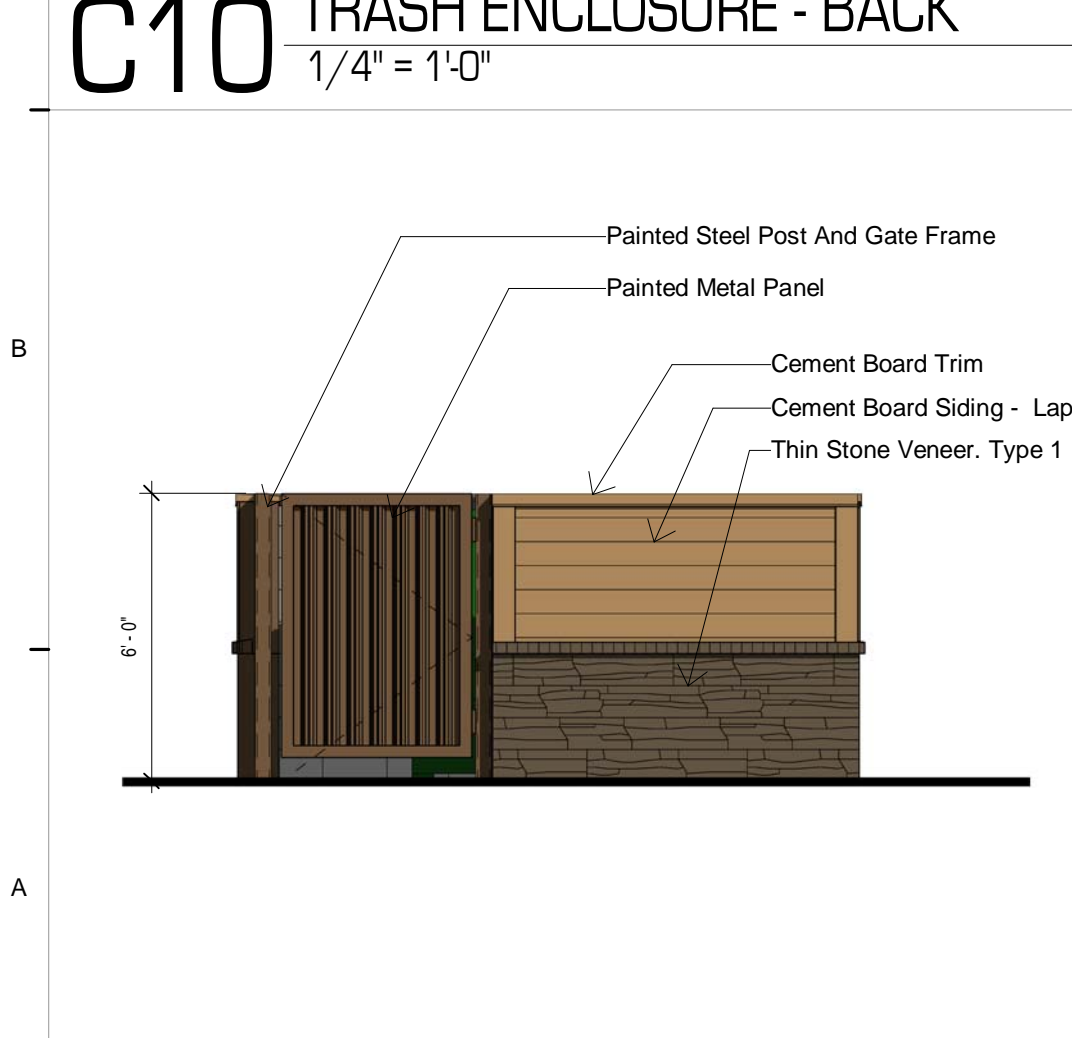 C10
TRASH ENCLOSURE - BACK
1/4" = 1'-0"
Painted Steel Post And Gate Frame
Painted Metal Panel
B
Cement Board Trim
Cement Board Siding -  Lap
Thin Stone Veneer. Type 1
6' - 0"
A